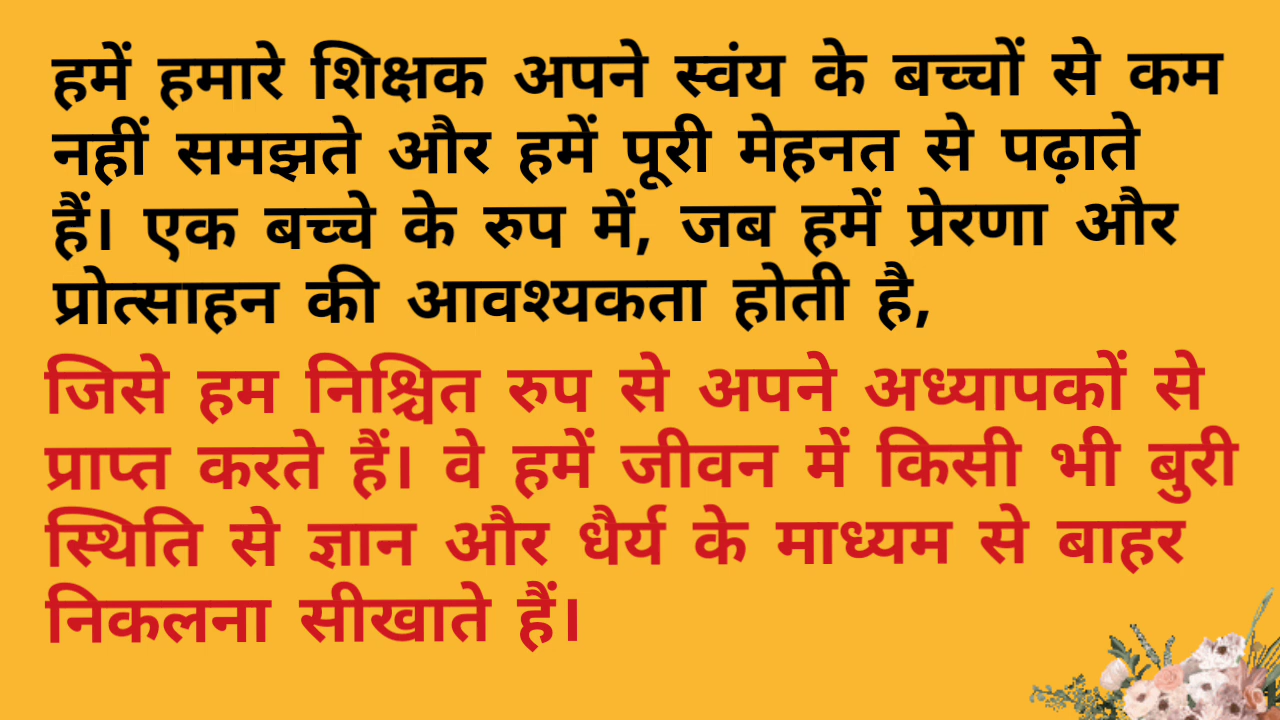 हमें हमारे शिक्षक अपने स्वंय के बच्चों से कम
नहीं समझते और हमें पूरी मेहनत से पढ़ाते
हैं। एक बच्चे के रुप में, जब हमें प्रेरणा और
प्रोत्साहन की आवश्यकता होती है,
जिसे हम निश्चित रुप से अपने अध्यापकों से
प्राप्त करते हैं। वे हमें जीवन में किसी भी बुरी
स्थिति से ज्ञान और धैर्य के माध्यम से बाहर
निकलना सीखाते हैं।